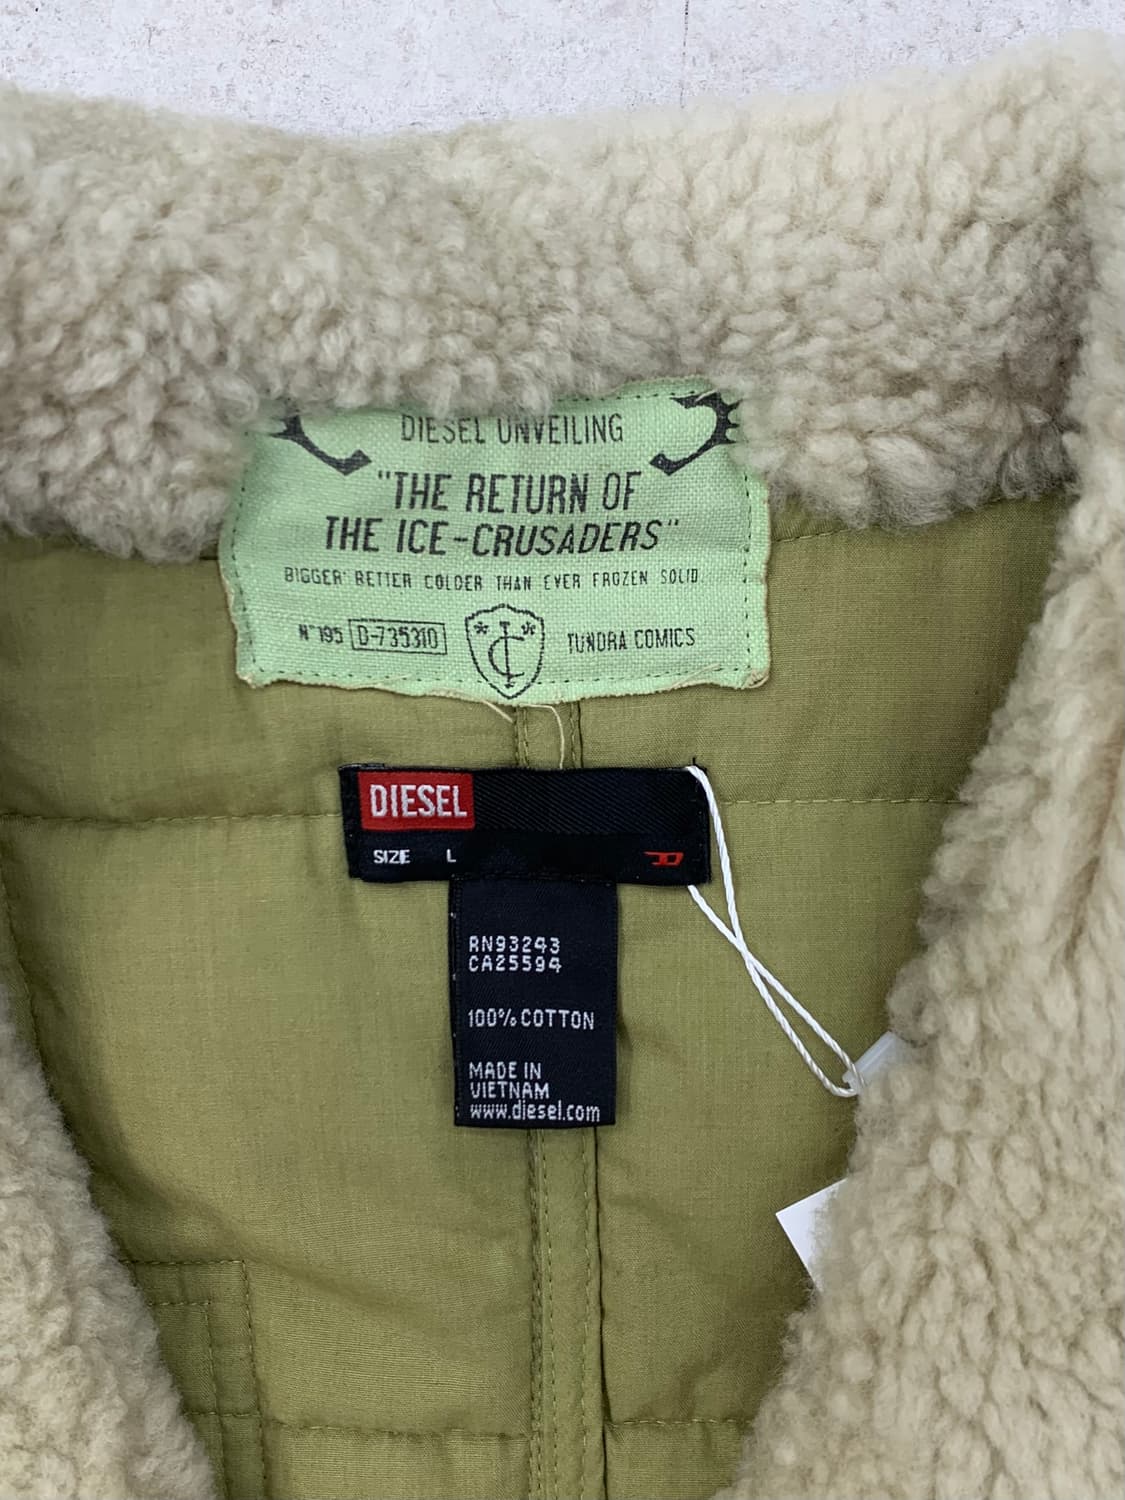 DIESEL UNVEILING
"THE RETURN OF
THE ICE-CRUSADERS"
BIGGER BETTER COLDER THAN EVER FROZEN SOLID.
N°195 D-735310 TUNDRA COMICS
DIESEL
SIZE L
RN93243
CA25594
100% COTTON
MADE IN
VIETNAM
www.diesel.com